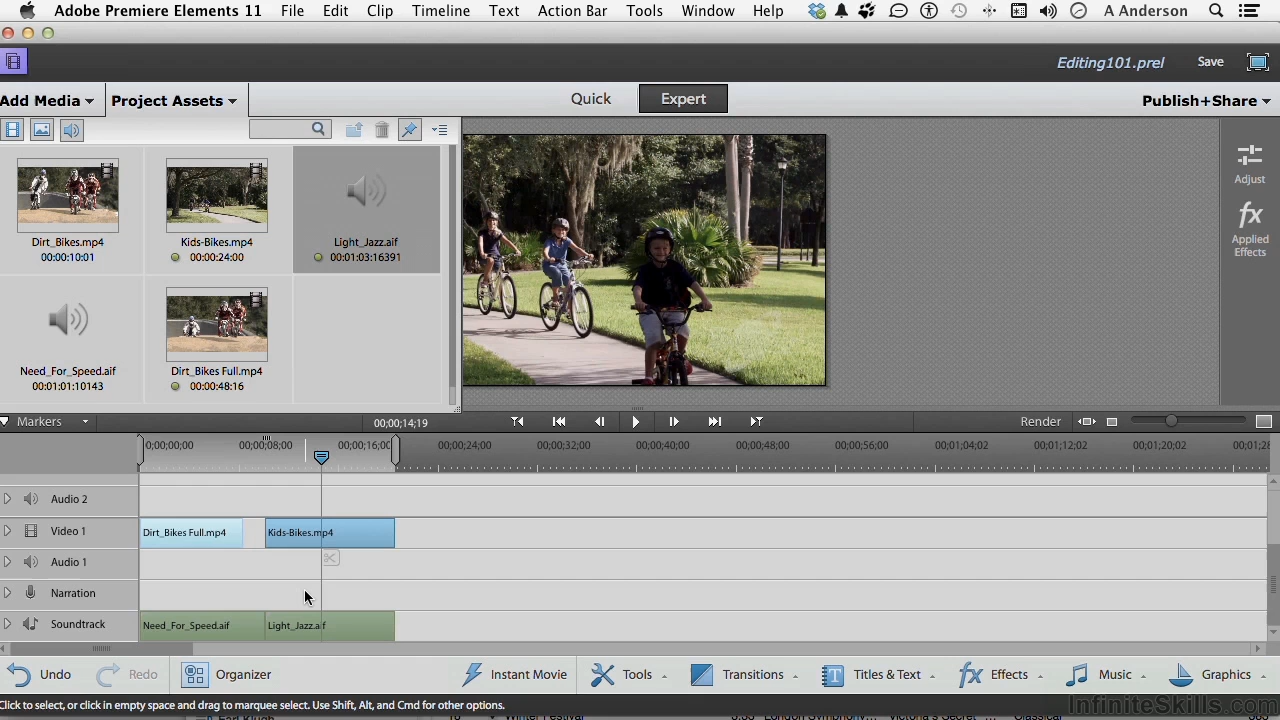 Adobe Premiere Elements 11 File Edit Clip Timeline Text Action Bar Tools Window Help A Anderson
Editing101.prel Save
Add Media Project Assets Quick Expert Publish+Share
Dirt_Bikes.mp4
00:00:10:01
Kids-Bikes.mp4
00:00:24:00
Light_Jazz.aif
00:01:03:16391
Adjust
Applied
Effects
Need_For_Speed.aif
00:01:01:10143
Dirt_Bikes Full.mp4
00:00:48:16
Markers 00;00;14;19 Render
0;00;00;00 00;00;08;00 00;00;16;00 00;00;24;00 00;00;32;00 00;00;40;00 00;00;48;00 00;00;56;00 00;01;04;02 00;01;12;02 00;01;20;02 00;01;28
Audio 2
Video 1 Dirt_Bikes Full.mp4 Kids-Bikes.mp4
Audio 1
Narration
Soundtrack Need_For_Speed.aif Light_Jazz.aif
Undo Redo Organizer Instant Movie Tools Transitions Titles & Text Effects Music Graphics
Click to select, or click in empty space and drag to marquee select. Use Shift, Alt, and Cmd for other options.
InfiniteSkills.com